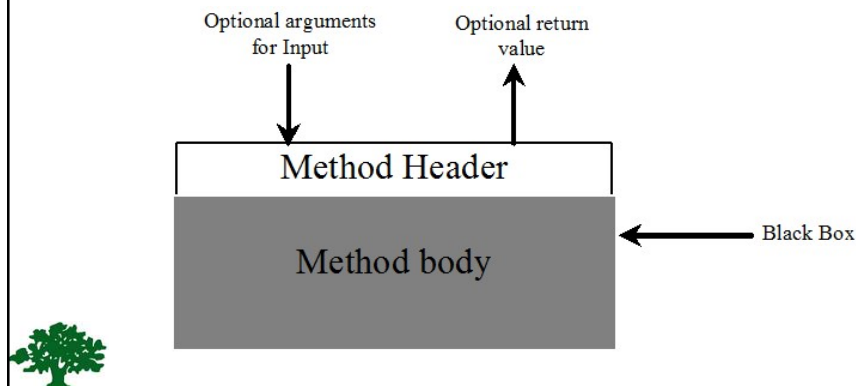 Optional arguments
for Input
Optional return
value
Method Header
Method body
Black Box